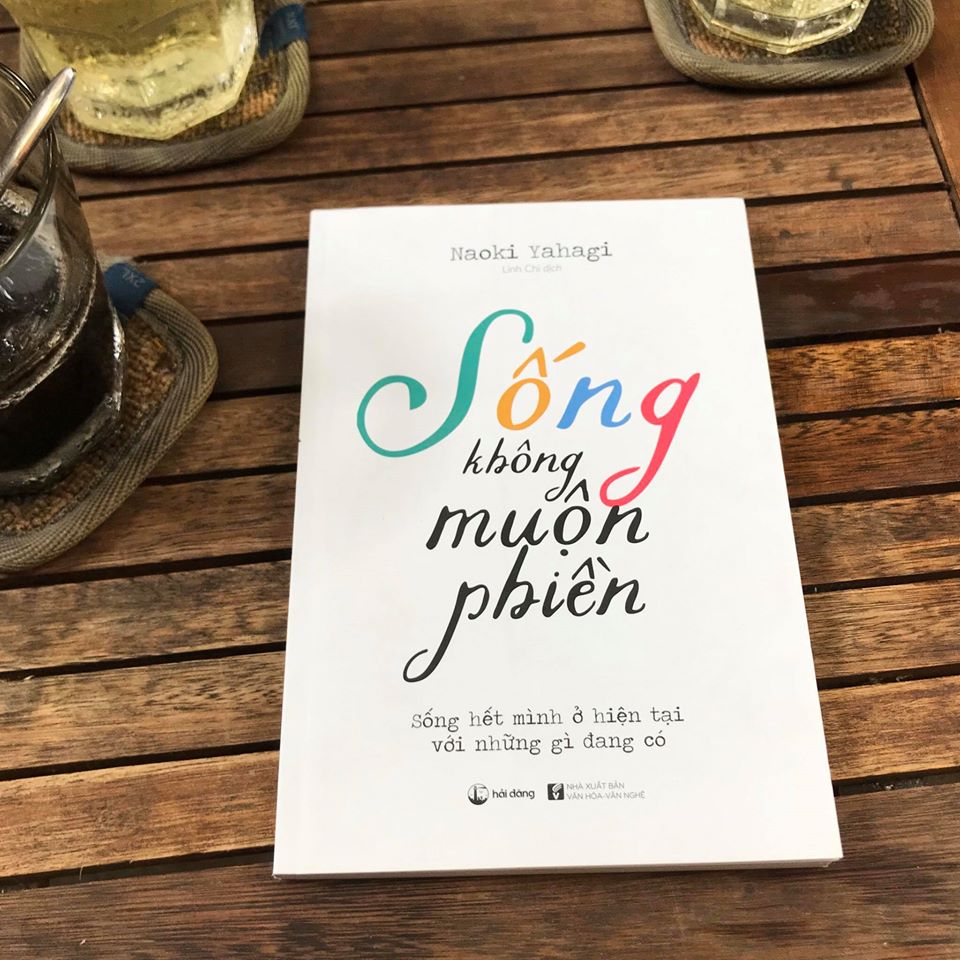 Naoki Yahagi
Linh Chi dịch
Sống
không
muộn
phiền
Sống hết mình ở hiện tại
với những gì đang có
hải đăng
NHÀ XUẤT BẢN
VĂN HÓA-VĂN NGHỆ